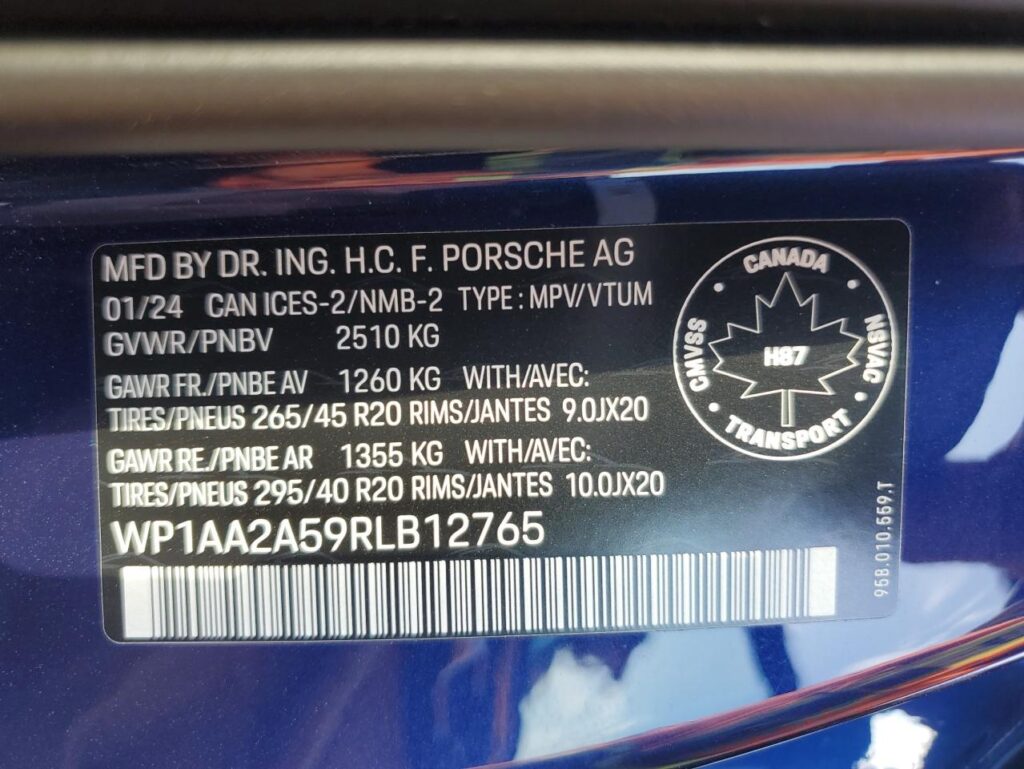 MFD BY DR. ING. H.C. F. PORSCHE AG
01/24 CAN ICES-2/NMB-2 TYPE : MPV/VTUM
GVWR/PNBV 2510 KG
GAWR FR./PNBE AV 1260 KG WITH/AVEC:
TIRES/PNEUS 265/45 R20 RIMS/JANTES 9.0JX20
GAWR RE./PNBE AR 1355 KG WITH/AVEC:
TIRES/PNEUS 295/40 R20 RIMS/JANTES 10.0JX20
WP1AA2A59RLB12765
CANADA
CMVSS
NSVAC
H87
TRANSPORT
95B.010.559.T